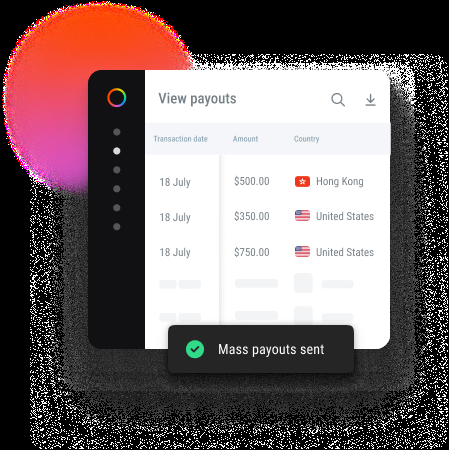 View payouts
Transaction date Amount Country
18 July $500.00 Hong Kong
18 July $350.00 United States
18 July $750.00 United States
Mass payouts sent